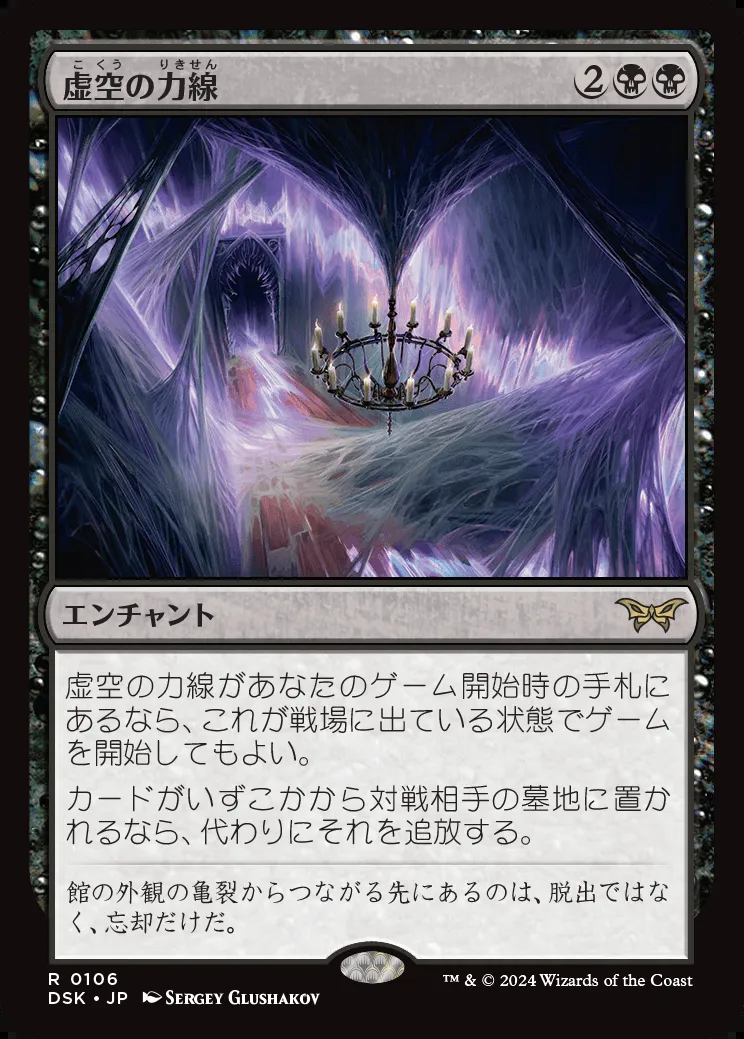 こくう りきせん
虚空の力線 2
エンチャント
虚空の力線があなたのゲーム開始時の手札に
あるなら、これが戦場に出ている状態でゲーム
を開始してもよい。
カードがいずこかから対戦相手の墓地に置か
れるなら、代わりにそれを追放する。
館の外観の亀裂からつながる先にあるのは、脱出ではな
く、忘却だけだ。
R 0106
DSK • JP Sergey Glushakov
™ & © 2024 Wizards of the Coast